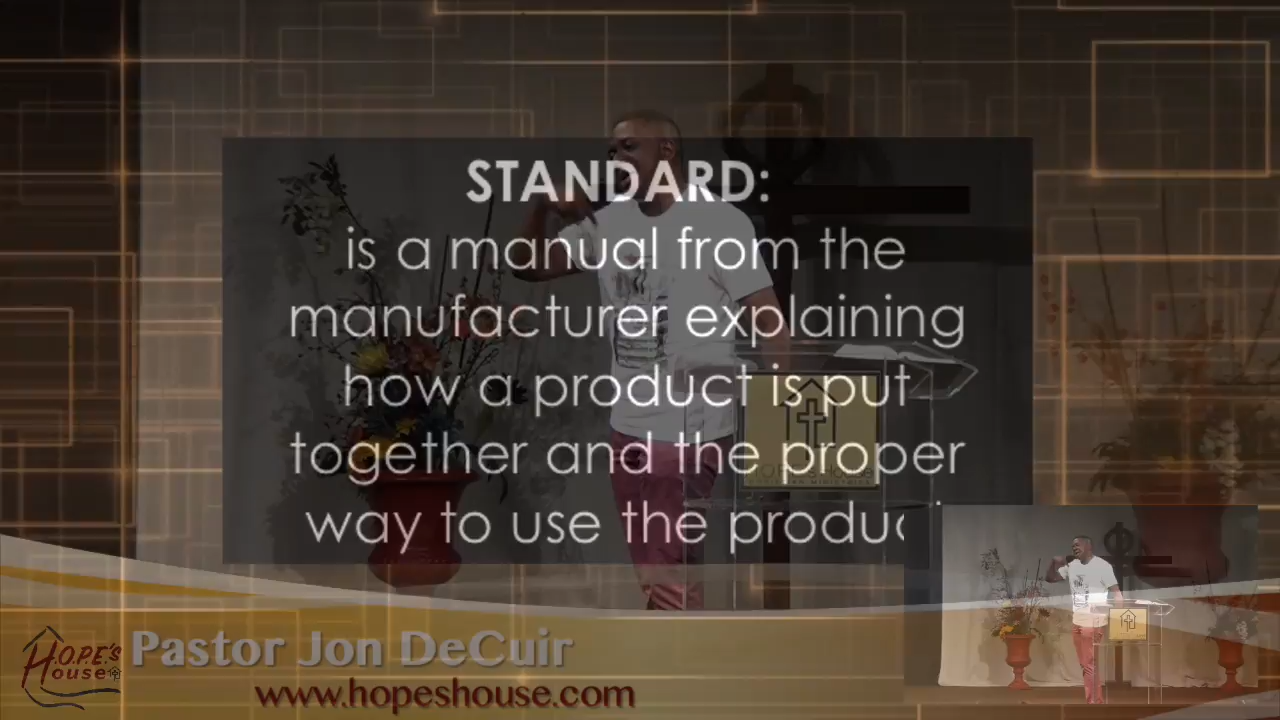 STANDARD:
is a manual from the
manufacturer explaining
how a product is put
together and the proper
way to use the produc
H.O.P.E'S
House
Pastor Jon DeCuir
www.hopeshouse.com